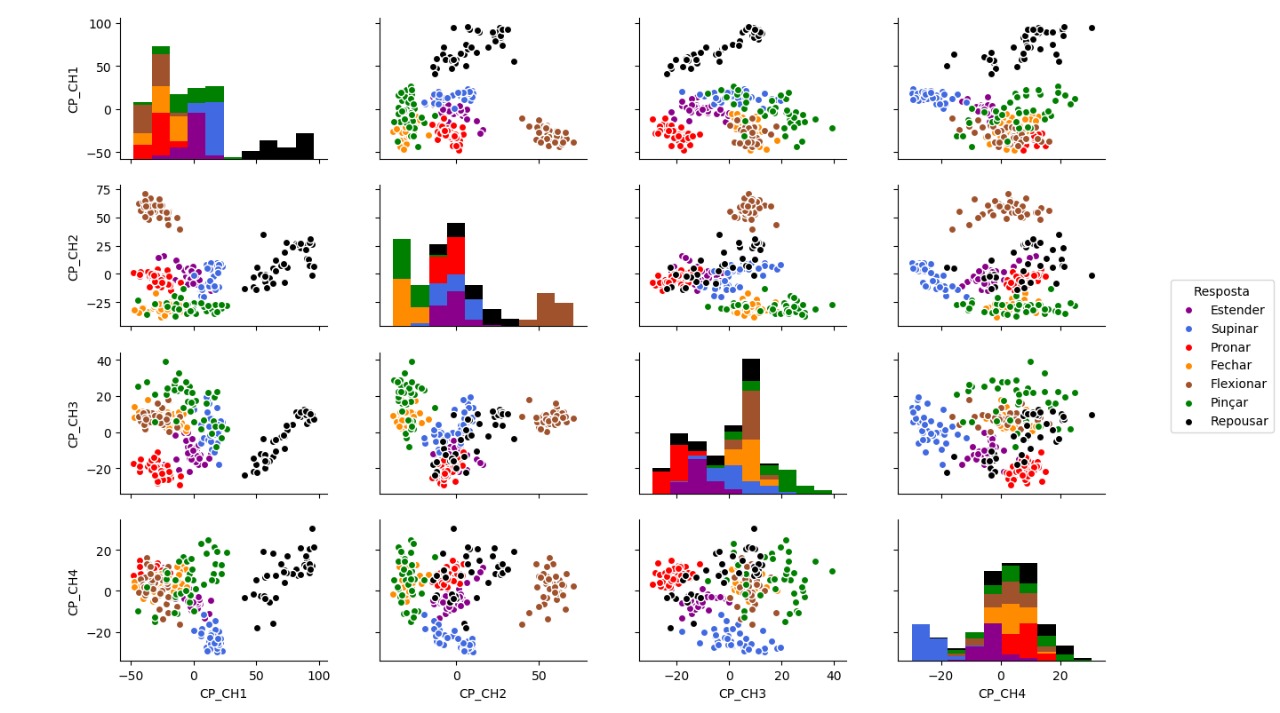 100
50
0
−50
CP_CH1
75
50
25
0
−25
CP_CH2
40
20
0
−20
CP_CH3
20
0
−20
CP_CH4
−50 0 50 100
CP_CH1
0 50
CP_CH2
−20 0 20 40
CP_CH3
−20 0 20
CP_CH4
Resposta
Estender
Supinar
Pronar
Fechar
Flexionar
Pinçar
Repousar